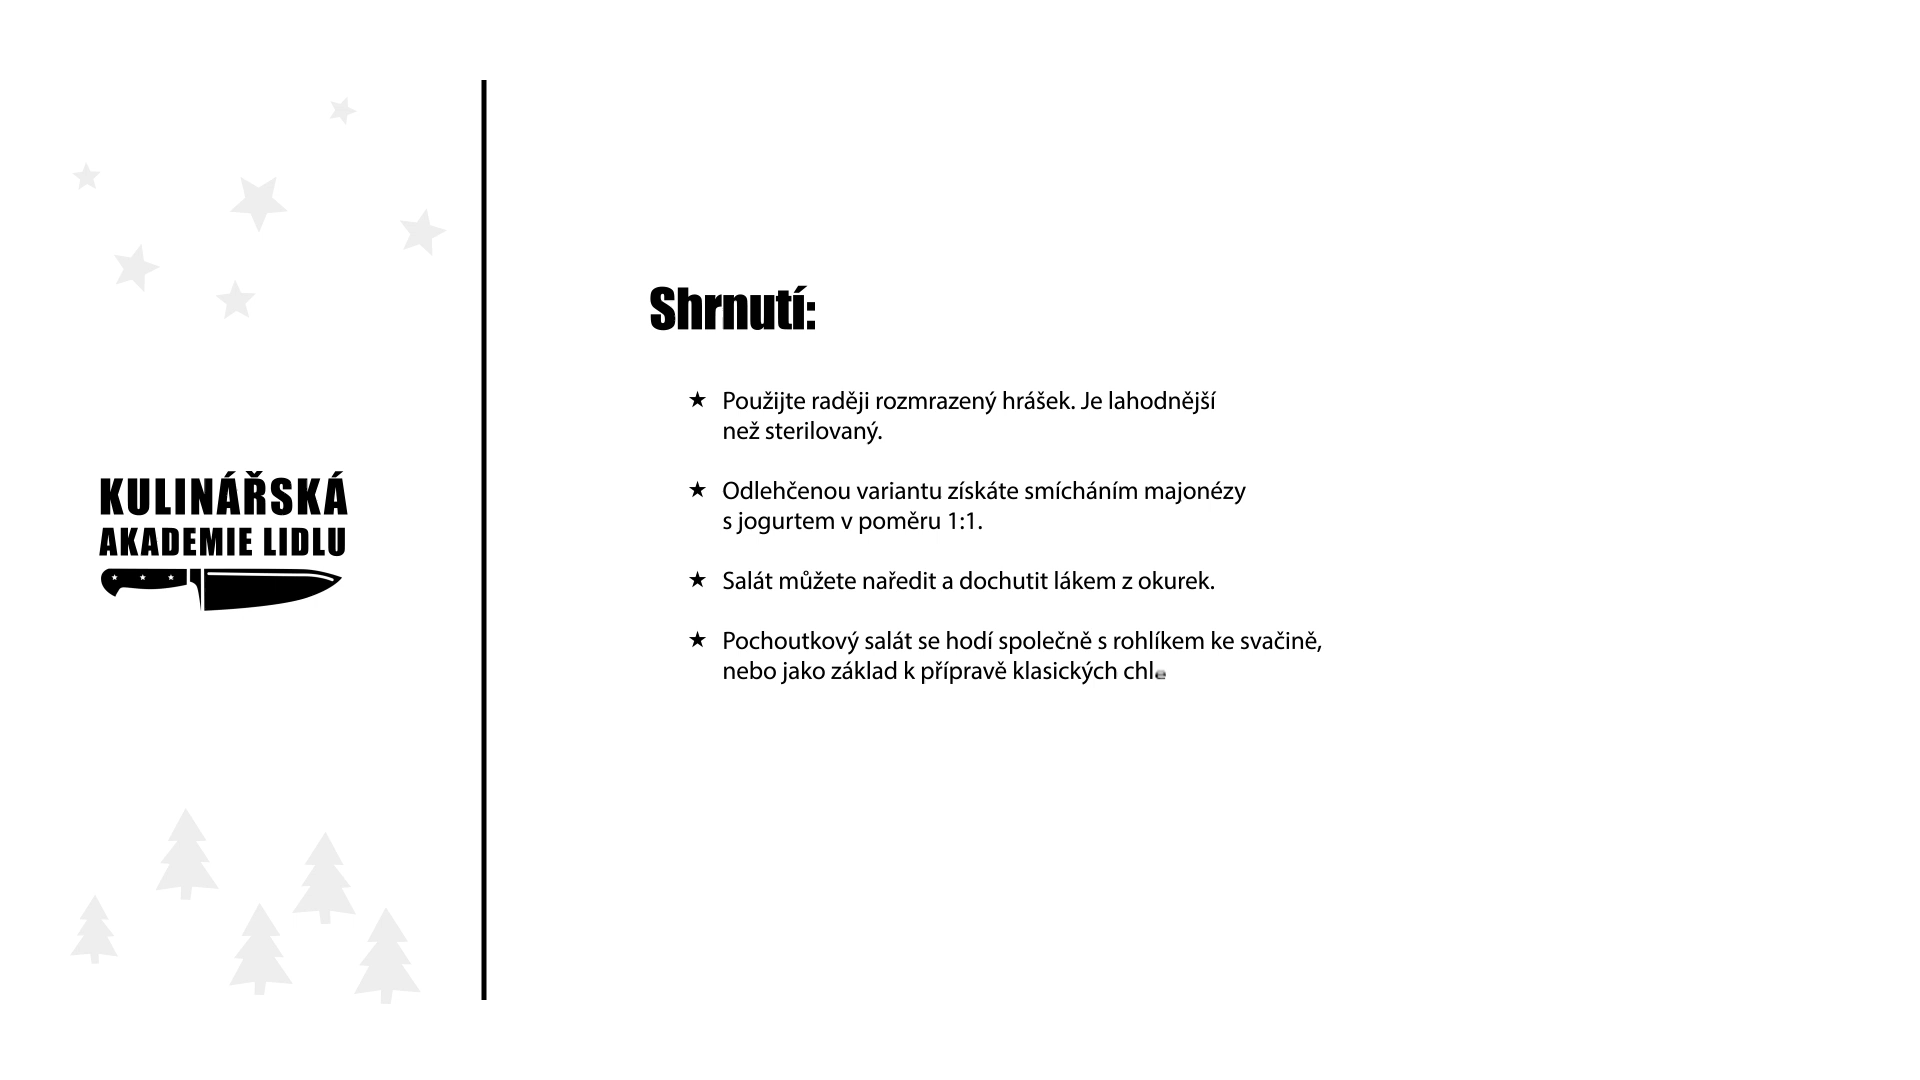 KULINÁŘSKÁ
AKADEMIE LIDLU
Shrnutí:
★ Použijte raději rozmrazený hrášek. Je lahodnější
než sterilovaný.
★ Odlehčenou variantu získáte smícháním majonézy
s jogurtem v poměru 1:1.
★ Salát můžete naředit a dochutit lákem z okurek.
★ Pochoutkový salát se hodí společně s rohlíkem ke svačině,
nebo jako základ k přípravě klasických chle